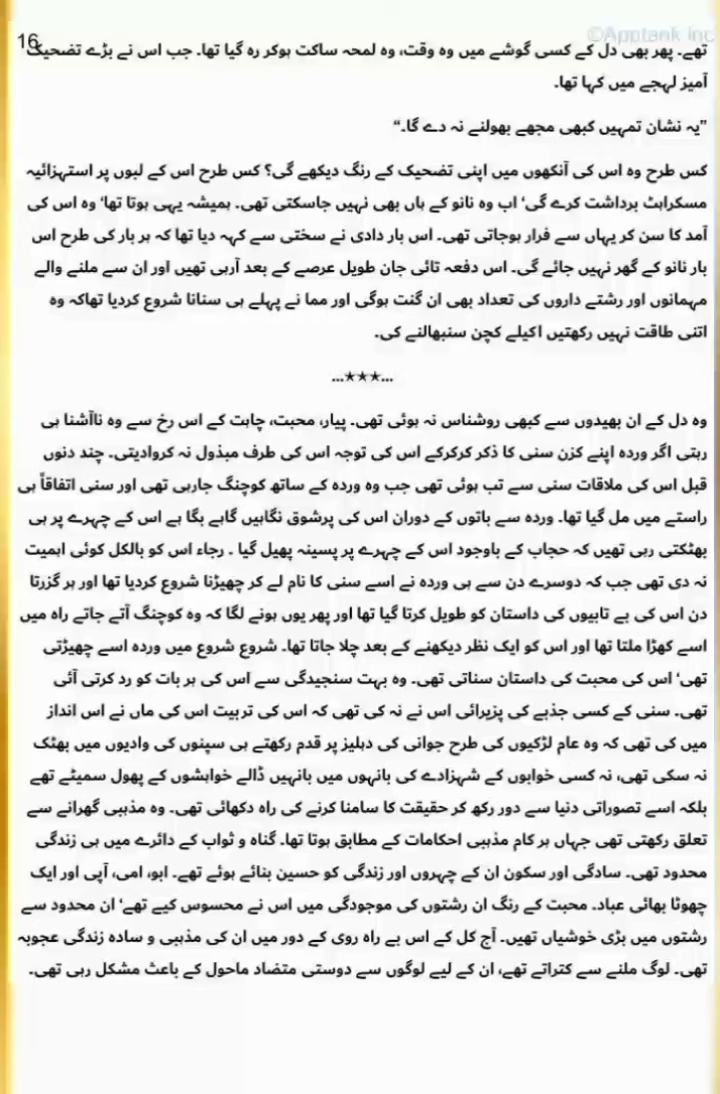 ©Apptank Inc
16
تھے۔ پھر بھی دل کے کسی گوشے میں وہ وقت، وہ لمحہ ساکت ہوکر رہ گیا تھا۔ جب اس نے بڑے تضحیک
آمیز لہجے میں کہا تھا۔
”یہ نشان تمہیں کبھی مجھے بھولنے نہ دے گا۔“
کس طرح وہ اس کی آنکھوں میں اپنی تضحیک کے رنگ دیکھے گی؟ کس طرح اس کے لبوں پر استہزائیہ
مسکراہٹ برداشت کرے گی‘ اب وہ نانو کے ہاں بھی نہیں جاسکتی تھی۔ ہمیشہ یہی ہوتا تھا‘ وہ اس کی
آمد کا سن کر یہاں سے فرار ہوجاتی تھی۔ اس بار دادی نے سختی سے کہہ دیا تھا کہ ہر بار کی طرح اس
بار نانو کے گھر نہیں جائے گی۔ اس دفعہ تائی جان طویل عرصے کے بعد آرہی تھیں اور ان سے ملنے والے
مہمانوں اور رشتے داروں کی تعداد بھی ان گنت ہوگی اور مما نے پہلے ہی سنانا شروع کردیا تھاکہ وہ
اتنی طاقت نہیں رکھتیں اکیلے کچن سنبھالنے کی۔
...★★★...
وہ دل کے ان بھیدوں سے کبھی روشناس نہ ہوئی تھی۔ پیار، محبت، چاہت کے اس رخ سے وہ ناآشنا ہی
رہتی اگر وردہ اپنے کزن سنی کا ذکر کرکرکے اس کی توجہ اس کی طرف مبذول نہ کروادیتی۔ چند دنوں
قبل اس کی ملاقات سنی سے تب ہوئی تھی جب وہ وردہ کے ساتھ کوچنگ جارہی تھی اور سنی اتفاقاً ہی
راستے میں مل گیا تھا۔ وردہ سے باتوں کے دوران اس کی پرشوق نگاہیں گاہے بگا ہے اس کے چہرے پر ہی
بھٹکتی رہی تھیں کہ حجاب کے باوجود اس کے چہرے پر پسینہ پھیل گیا ۔ رجاء اس کو بالکل کوئی اہمیت
نہ دی تھی جب کہ دوسرے دن سے ہی وردہ نے اسے سنی کا نام لے کر چھیڑنا شروع کردیا تھا اور ہر گزرتا
دن اس کی بے تابیوں کی داستان کو طویل کرتا گیا تھا اور پھر یوں ہونے لگا کہ وہ کوچنگ آتے جاتے راہ میں
اسے کھڑا ملتا تھا اور اس کو ایک نظر دیکھنے کے بعد چلا جاتا تھا۔ شروع شروع میں وردہ اسے چھیڑتی
تھی‘ اس کی محبت کی داستان سناتی تھی۔ وہ بہت سنجیدگی سے اس کی ہر بات کو رد کرتی آئی
تھی۔ سنی کے کسی جذبے کی پزیرائی اس نے نہ کی تھی کہ اس کی تربیت اس کی ماں نے اس انداز
میں کی تھی کہ وہ عام لڑکیوں کی طرح جوانی کی دہلیز پر قدم رکھتے ہی سپنوں کی وادیوں میں بھٹک
نہ سکی تھی، نہ کسی خوابوں کے شہزادے کی بانہوں میں بانہیں ڈالے خواہشوں کے پھول سمیٹے تھے
بلکہ اسے تصوراتی دنیا سے دور رکھ کر حقیقت کا سامنا کرنے کی راہ دکھائی تھی۔ وہ مذہبی گھرانے سے
تعلق رکھتی تھی جہاں ہر کام مذہبی احکامات کے مطابق ہوتا تھا۔ گناہ و ثواب کے دائرے میں ہی زندگی
محدود تھی۔ سادگی اور سکون ان کے چہروں اور زندگی کو حسین بنائے ہوئے تھے۔ ابو، امی، آپی اور ایک
چھوٹا بھائی عباد۔ محبت کے رنگ ان رشتوں کی موجودگی میں اس نے محسوس کیے تھے‘ ان محدود سے
رشتوں میں بڑی خوشیاں تھیں۔ آج کل کے اس بے راہ روی کے دور میں ان کی مذہبی و سادہ زندگی عجوبہ
تھی۔ لوگ ملنے سے کتراتے تھے، ان کے لیے لوگوں سے دوستی متضاد ماحول کے باعث مشکل رہی تھی۔